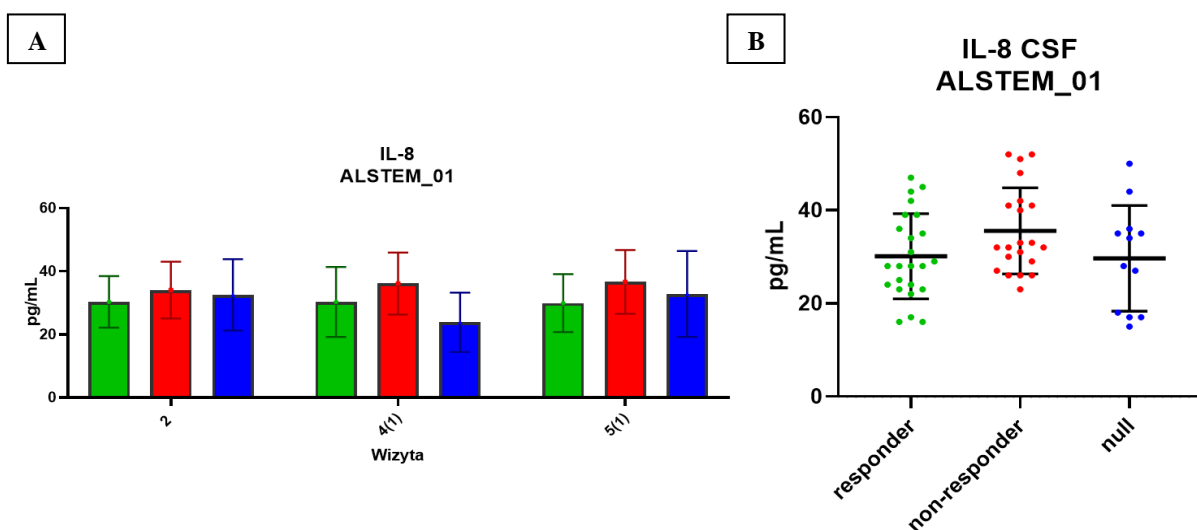 A
IL-8
ALSTEM_01
pg/mL
60
40
20
0
2
4(1)
5(1)
Wizyta
B
IL-8 CSF
ALSTEM_01
pg/mL
60
40
20
0
responder
non-responder
null